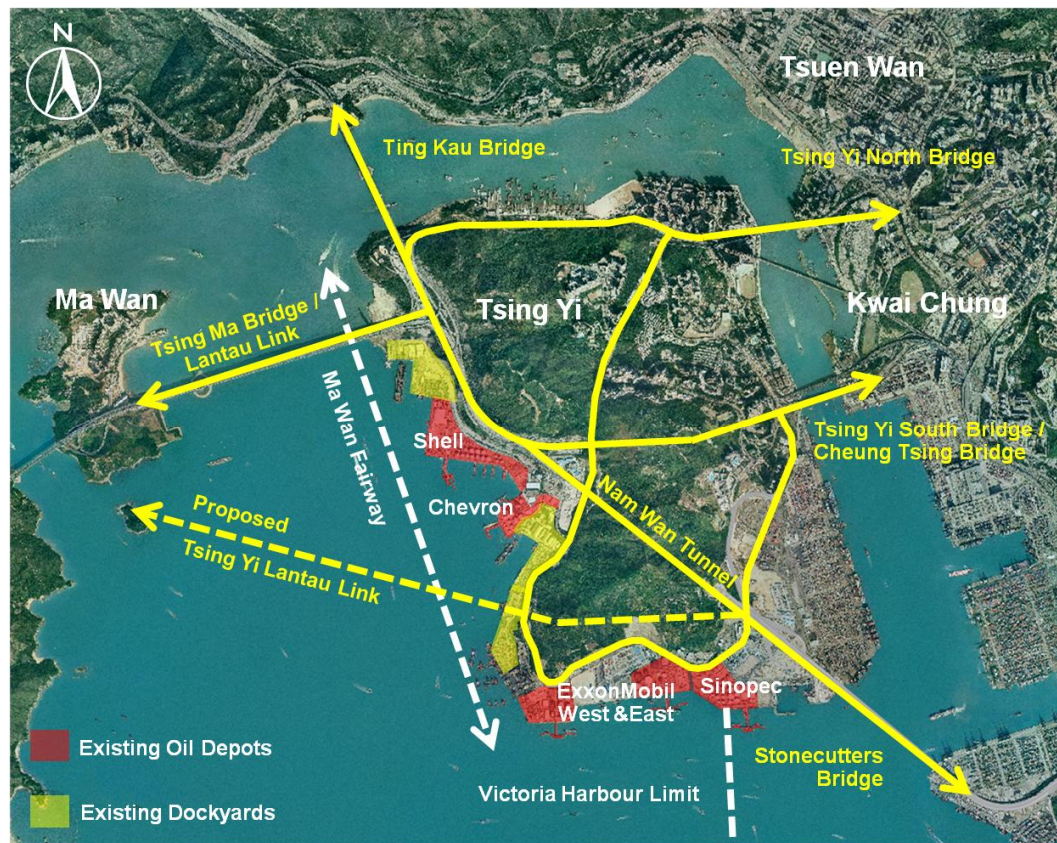 N
Tsuen Wan
Ting Kau Bridge
Tsing Yi North Bridge
Ma Wan
Tsing Yi
Kwai Chung
Tsing Ma Bridge /
Lantau Link
Ma Wan Fairway
Shell
Tsing Yi South Bridge /
Cheung Tsing Bridge
Chevron
Nam Wan Tunnel
Proposed
Tsing Yi Lantau Link
ExxonMobil
West &East
Sinopec
Existing Oil Depots
Stonecutters
Bridge
Victoria Harbour Limit
Existing Dockyards